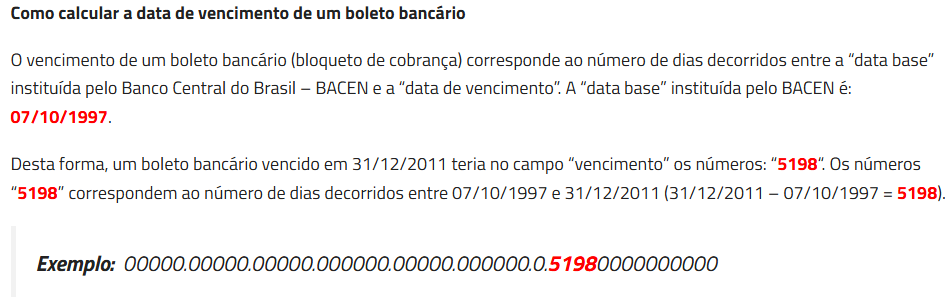 Como calcular a data de vencimento de um boleto bancário
O vencimento de um boleto bancário (bloqueto de cobrança) corresponde ao número de dias decorridos entre a “data base”
instituída pelo Banco Central do Brasil – BACEN e a “data de vencimento”. A “data base” instituída pelo BACEN é:
07/10/1997.
Desta forma, um boleto bancário vencido em 31/12/2011 teria no campo “vencimento” os números: “5198“. Os números
“5198” correspondem ao número de dias decorridos entre 07/10/1997 e 31/12/2011 (31/12/2011 – 07/10/1997 = 5198).
Exemplo: 00000.00000.00000.000000.00000.000000.0.51980000000000